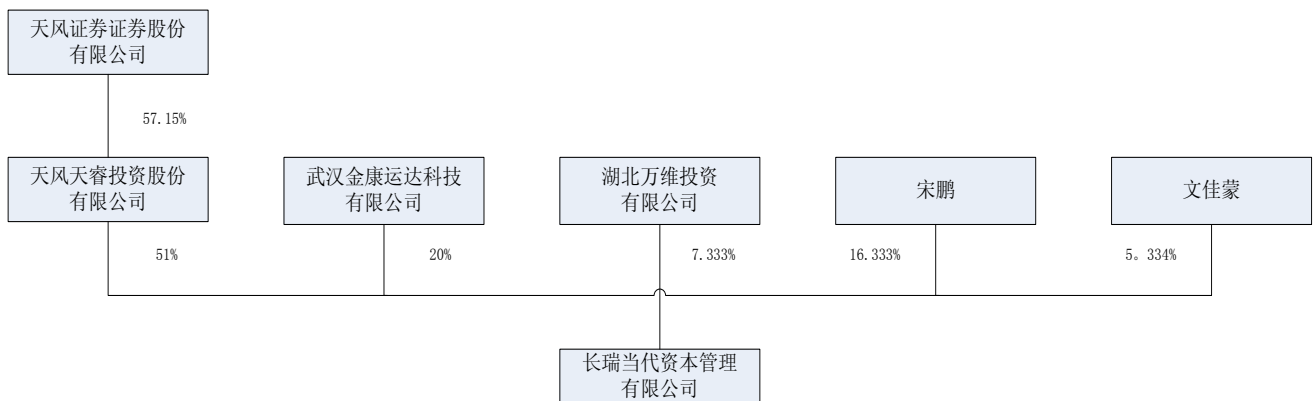 天风证券证券股份
有限公司
57.15%
天风天睿投资股份
有限公司
武汉金康运达科技
有限公司
湖北万维投资
有限公司
宋鹏
文佳蒙
51%
20%
7.333%
16.333%
5。334%
长瑞当代资本管理
有限公司